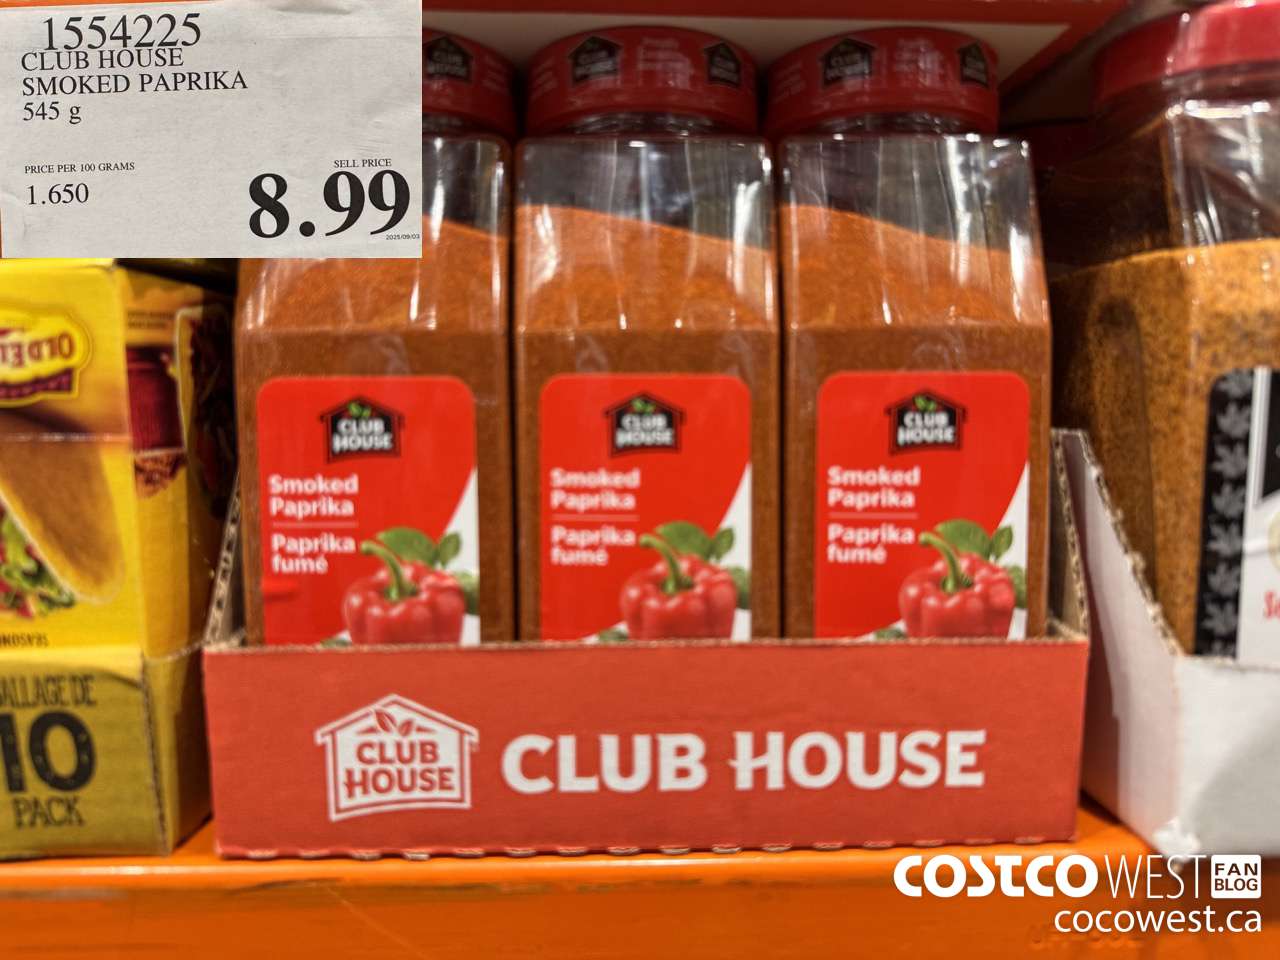 1554225
CLUB HOUSE
SMOKED PAPRIKA
545 g
PRICE PER 100 GRAMS
1.650
SELL PRICE
8.99
2025/09/03
CLUB
HOUSE
Smoked
Paprika
Paprika
fumé
CLUB
HOUSE
Smoked
Paprika
Paprika
fumé
CLUB
HOUSE
Smoked
Paprika
Paprika
fumé
CLUB
HOUSE
CLUB HOUSE
10
PACK
COSTCO WEST FAN
BLOG
cocowest.ca